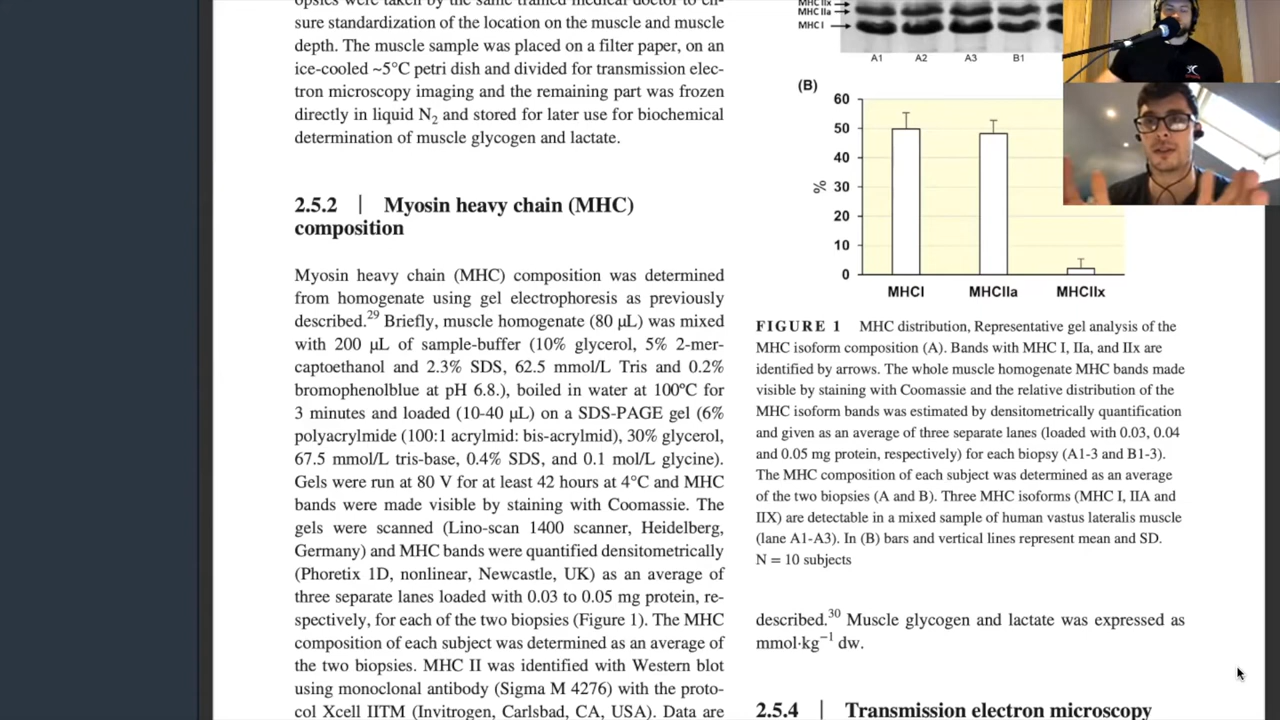 opsies were taken by the same trained medical doctor to en-
sure standardization of the location on the muscle and muscle
depth. The muscle sample was placed on a filter paper, on an
ice-cooled ~5°C petri dish and divided for transmission elec-
tron microscopy imaging and the remaining part was frozen
directly in liquid N2 and stored for later use for biochemical
determination of muscle glycogen and lactate.
2.5.2 | Myosin heavy chain (MHC)
composition
Myosin heavy chain (MHC) composition was determined
from homogenate using gel electrophoresis as previously
described.29 Briefly, muscle homogenate (80 μL) was mixed
with 200 μL of sample-buffer (10% glycerol, 5% 2-mer-
captoethanol and 2.3% SDS, 62.5 mmol/L Tris and 0.2%
bromophenolblue at pH 6.8.), boiled in water at 100°C for
3 minutes and loaded (10-40 μL) on a SDS-PAGE gel (6%
polyacrylmide (100:1 acrylmid: bis-acrylmid), 30% glycerol,
67.5 mmol/L tris-base, 0.4% SDS, and 0.1 mol/L glycine).
Gels were run at 80 V for at least 42 hours at 4°C and MHC
bands were made visible by staining with Coomassie. The
gels were scanned (Lino-scan 1400 scanner, Heidelberg,
Germany) and MHC bands were quantified densitometrically
(Phoretix 1D, nonlinear, Newcastle, UK) as an average of
three separate lanes loaded with 0.03 to 0.05 mg protein, re-
spectively, for each of the two biopsies (Figure 1). The MHC
composition of each subject was determined as an average of
the two biopsies. MHC II was identified with Western blot
using monoclonal antibody (Sigma M 4276) with the proto-
col Xcell IITM (Invitrogen, Carlsbad, CA, USA). Data are
MHC IIx
MHC IIa
MHC I
A1 A2 A3 B1
(B)
60
50
40
30
20
10
0
%
MHCI MHCIIa MHCIIx
FIGURE 1 MHC distribution, Representative gel analysis of the
MHC isoform composition (A). Bands with MHC I, IIa, and IIx are
identified by arrows. The whole muscle homogenate MHC bands made
visible by staining with Coomassie and the relative distribution of the
MHC isoform bands was estimated by densitometrically quantification
and given as an average of three separate lanes (loaded with 0.03, 0.04
and 0.05 mg protein, respectively) for each biopsy (A1-3 and B1-3).
The MHC composition of each subject was determined as an average
of the two biopsies (A and B). Three MHC isoforms (MHC I, IIA and
IIX) are detectable in a mixed sample of human vastus lateralis muscle
(lane A1-A3). In (B) bars and vertical lines represent mean and SD.
N = 10 subjects
described.30 Muscle glycogen and lactate was expressed as
mmol·kg−1 dw.
2.5.4 | Transmission electron microscopy